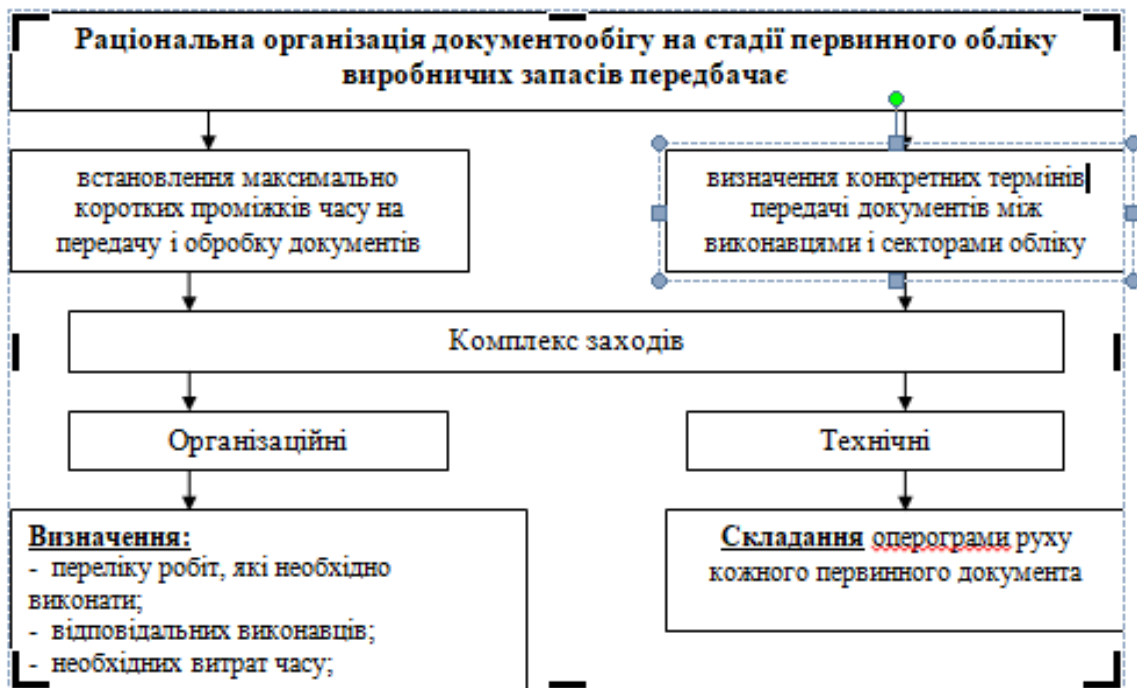 Раціональна організація документообігу на стадії первинного обліку
виробничих запасів передбачає
встановлення максимально
коротких проміжків часу на
передачу і обробку документів
визначення конкретних термінів
передачі документів між
виконавцями і секторами обліку
Комплекс заходів
Організаційні
Технічні
Визначення:
- переліку робіт, які необхідно
виконати;
- відповідальних виконавців;
- необхідних витрат часу;
Складання оперограми руху
кожного первинного документа